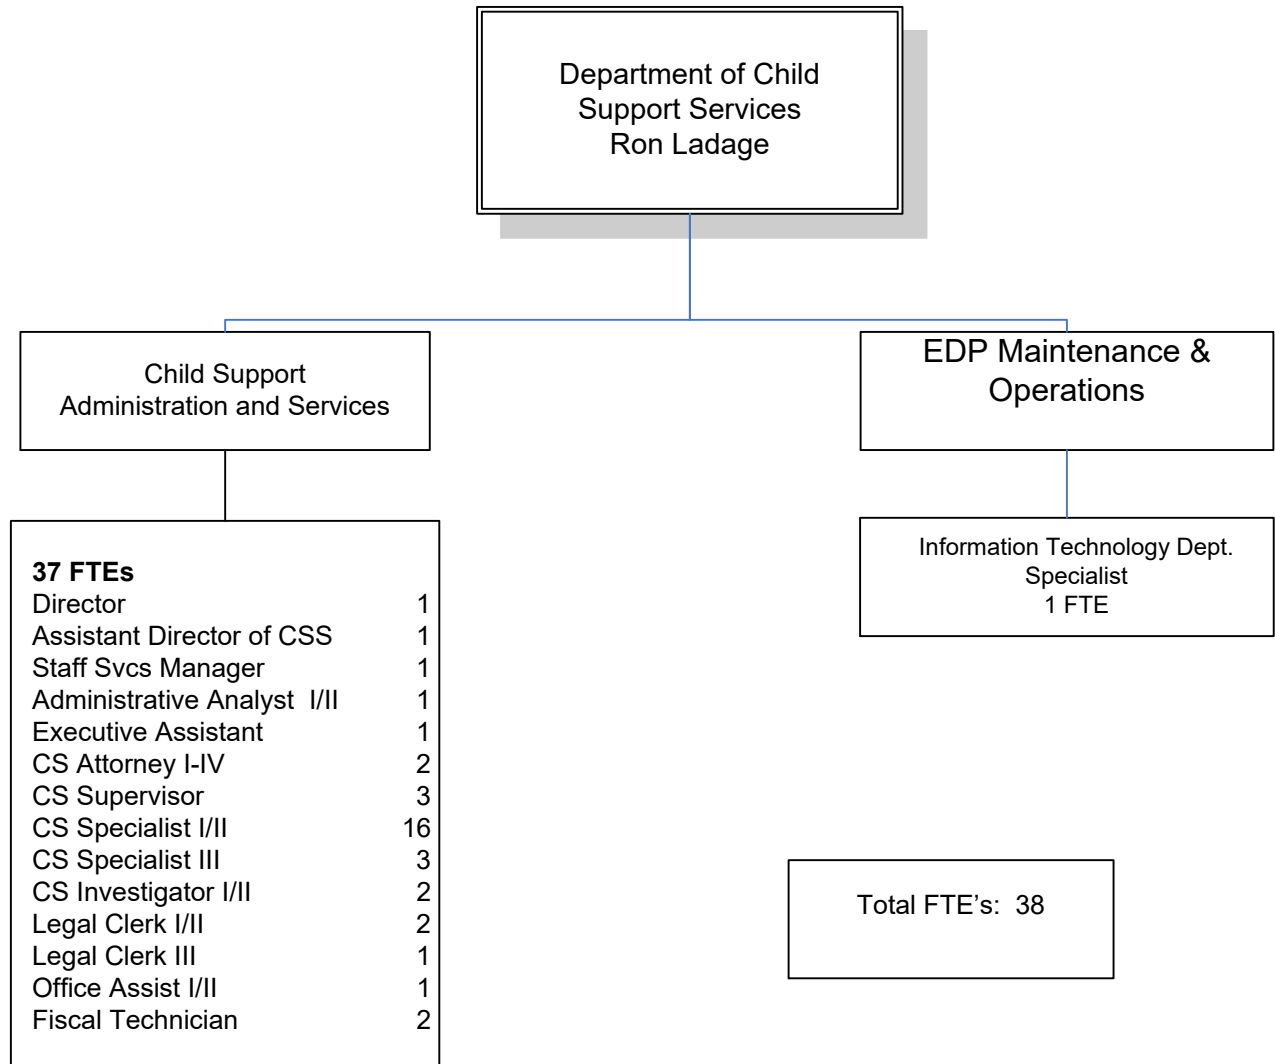 Department of Child
Support Services
Ron Ladage
Child Support
Administration and Services
EDP Maintenance &
Operations
37 FTEs
Director 1
Assistant Director of CSS 1
Staff Svcs Manager 1
Administrative Analyst I/II 1
Executive Assistant 1
CS Attorney I-IV 2
CS Supervisor 3
CS Specialist I/II 16
CS Specialist III 3
CS Investigator I/II 2
Legal Clerk I/II 2
Legal Clerk III 1
Office Assist I/II 1
Fiscal Technician 2
Information Technology Dept.
Specialist
1 FTE
Total FTE’s: 38